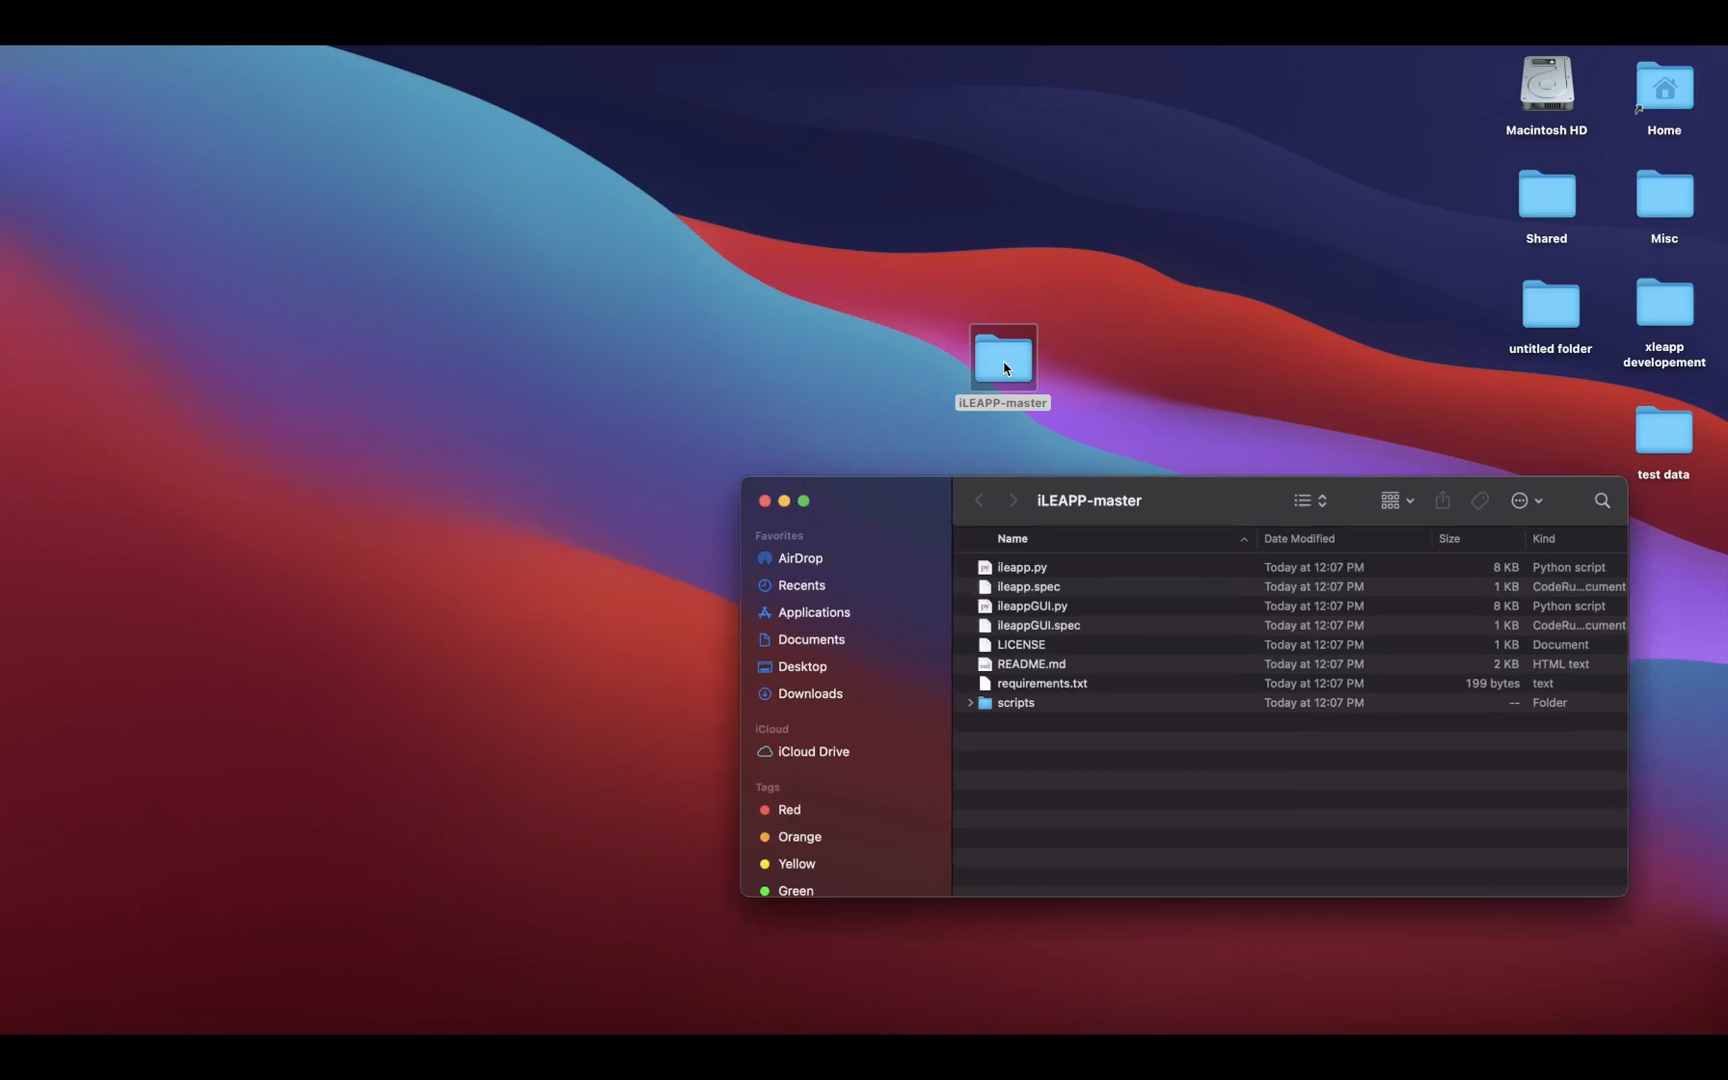 Macintosh HD
Home
Shared
Misc
untitled folder
xleapp
developement
iLEAPP-master
test data
iLEAPP-master
Favorites
AirDrop
Recents
Applications
Documents
Desktop
Downloads
iCloud
iCloud Drive
Tags
Red
Orange
Yellow
Green
Name Date Modified Size Kind
ileapp.py Today at 12:07 PM 8 KB Python script
ileapp.spec Today at 12:07 PM 1 KB CodeRu...cument
ileappGUI.py Today at 12:07 PM 8 KB Python script
ileappGUI.spec Today at 12:07 PM 1 KB CodeRu...cument
LICENSE Today at 12:07 PM 1 KB Document
README.md Today at 12:07 PM 2 KB HTML text
requirements.txt Today at 12:07 PM 199 bytes text
scripts Today at 12:07 PM -- Folder